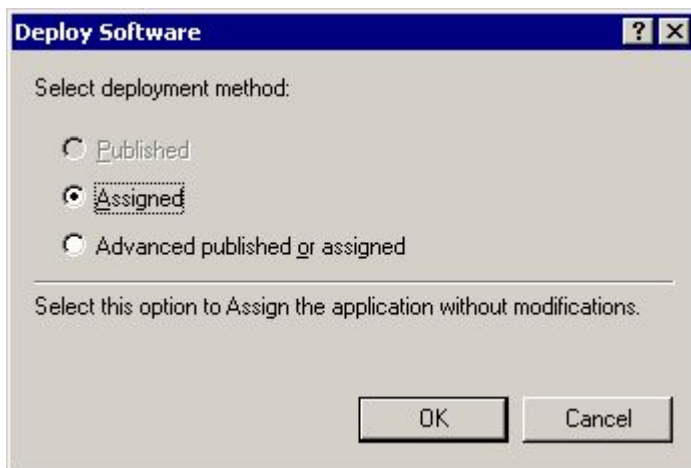 Deploy Software
Select deployment method:
Published
Assigned
Advanced published or assigned
Select this option to Assign the application without modifications.
OK Cancel